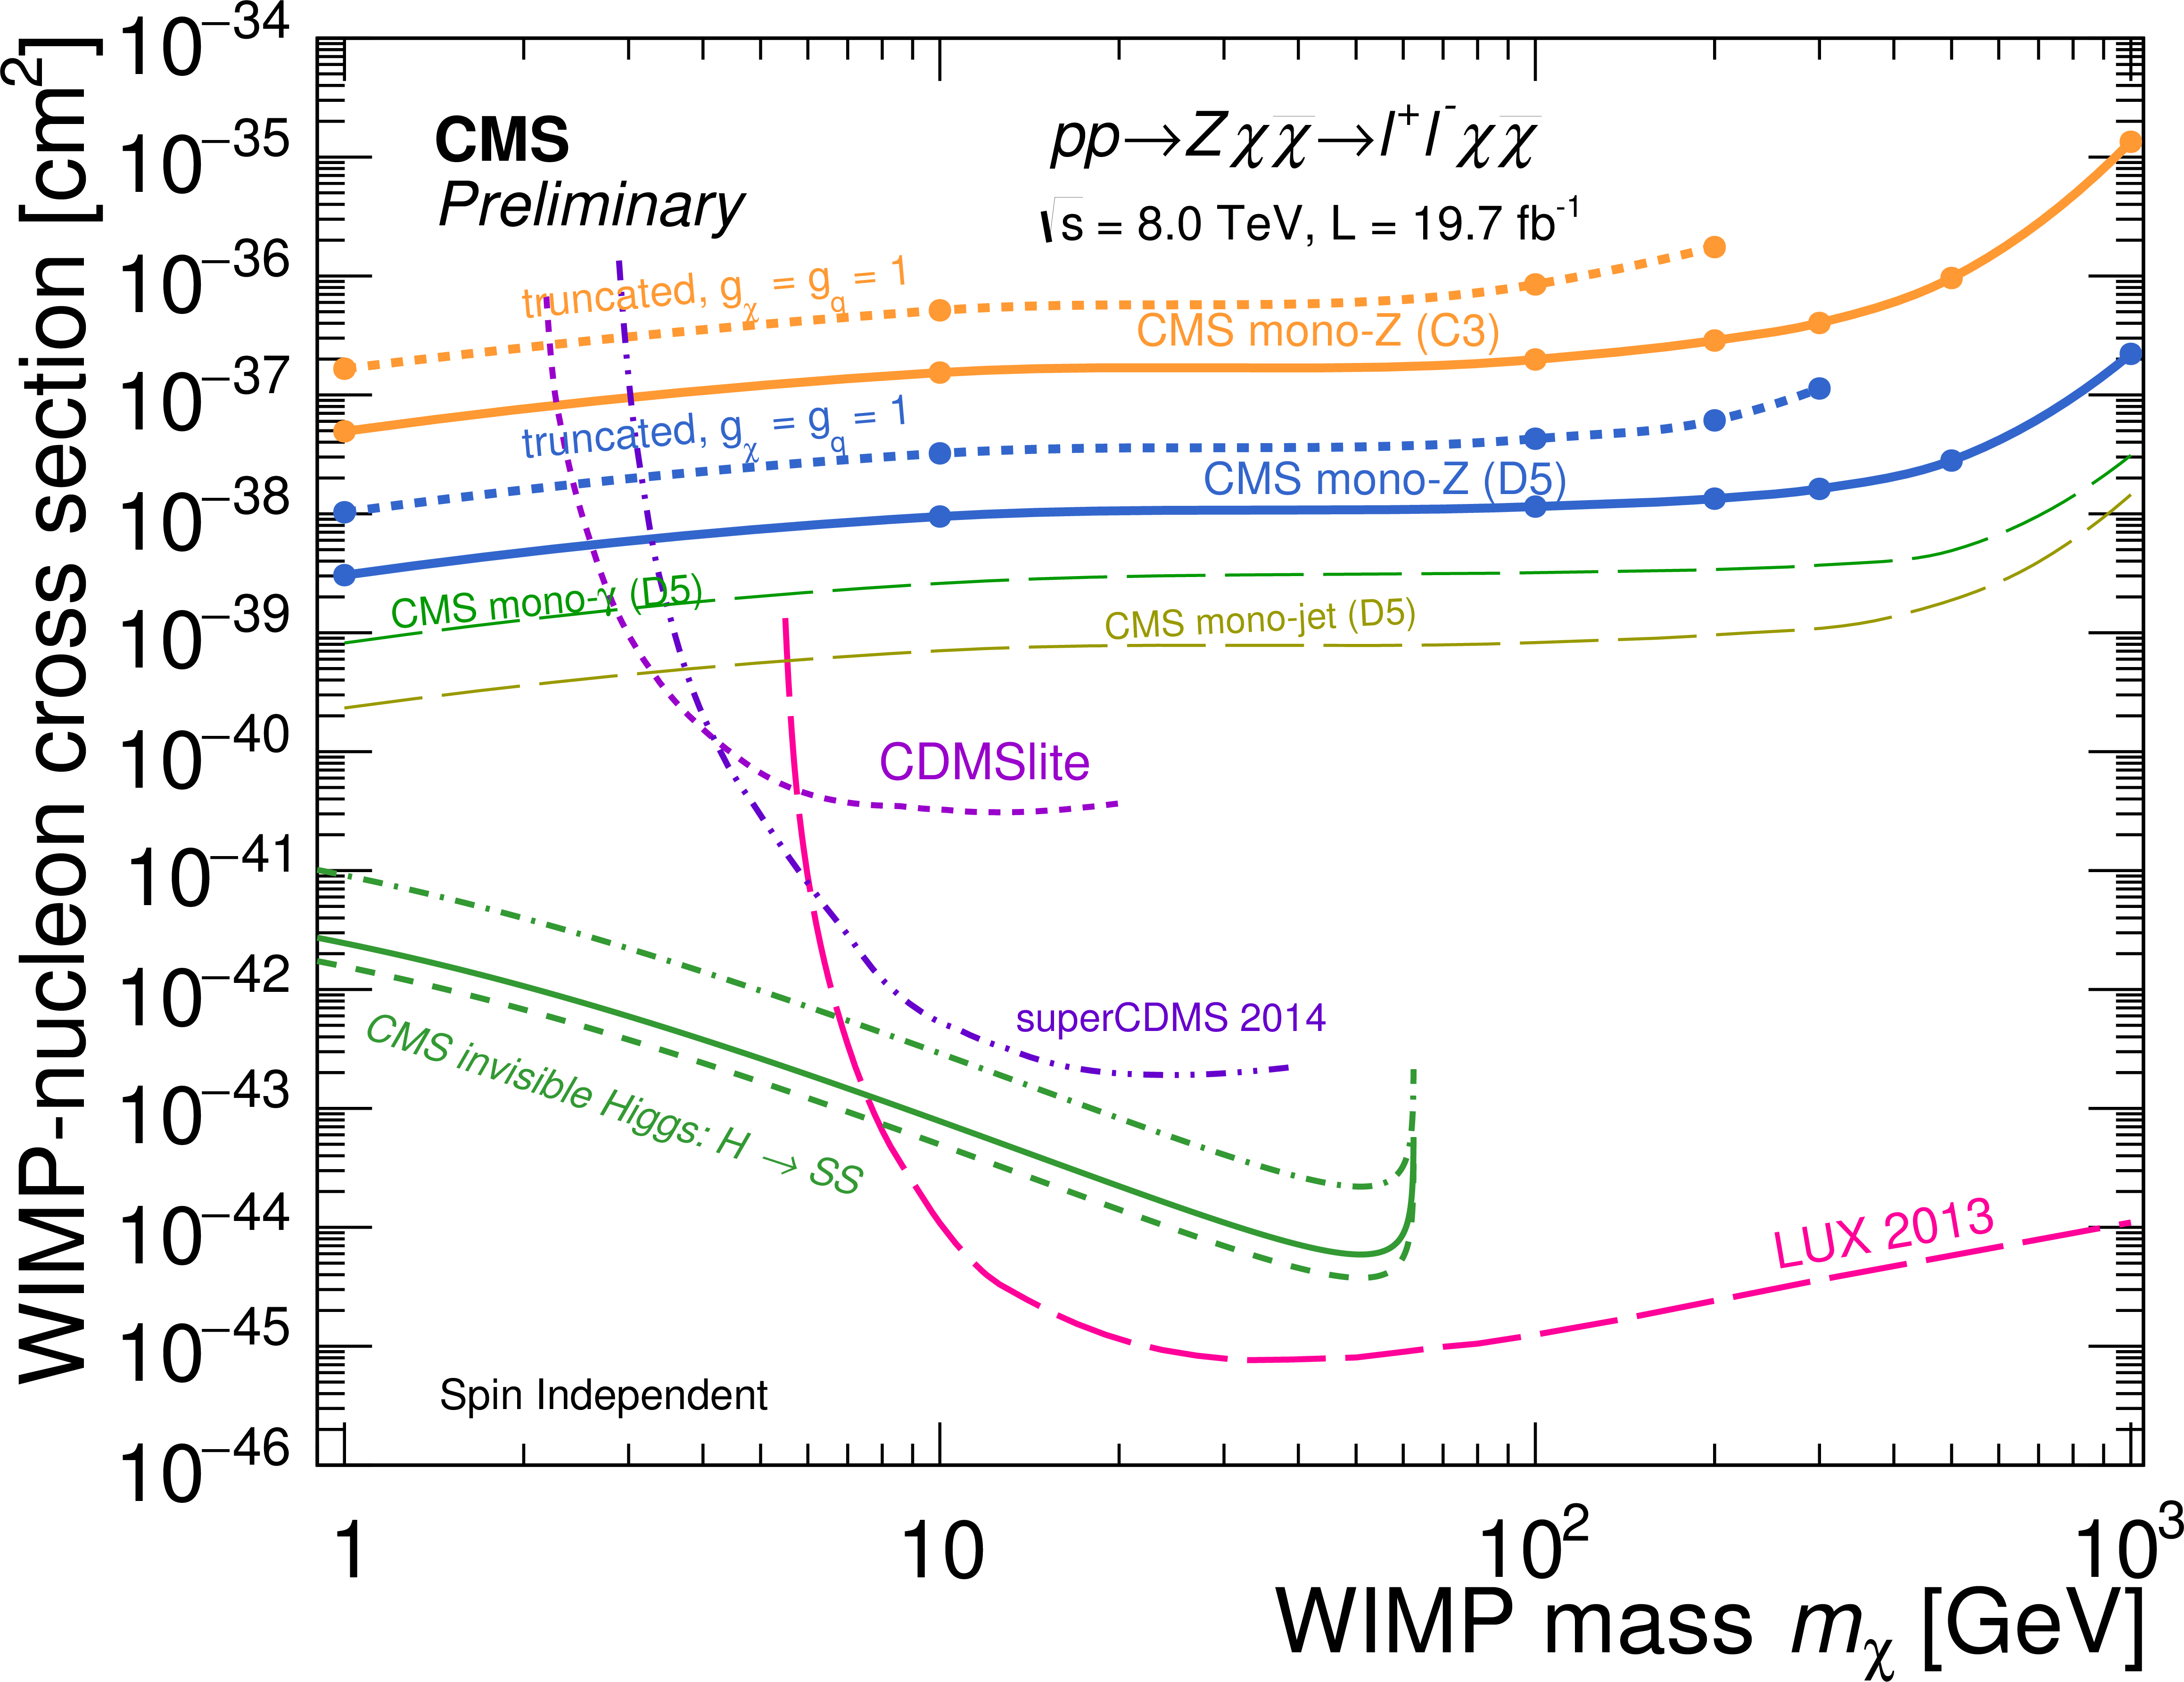 WIMP-nucleon cross section [cm²]
10⁻³⁴
10⁻³⁵
10⁻³⁶
10⁻³⁷
10⁻³⁸
10⁻³⁹
10⁻⁴⁰
10⁻⁴¹
10⁻⁴²
10⁻⁴³
10⁻⁴⁴
10⁻⁴⁵
10⁻⁴⁶
CMS
Preliminary
pp→Zχχ̅→l⁺l⁻χχ̅
√s = 8.0 TeV, L = 19.7 fb⁻¹
truncated, g_χ = g_q = 1
CMS mono-Z (C3)
truncated, g_χ = g_q = 1
CMS mono-Z (D5)
CMS mono-γ (D5)
CMS mono-jet (D5)
CDMSlite
superCDMS 2014
CMS invisible Higgs: H → SS
LUX 2013
Spin Independent
1 10 10² 10³
WIMP mass m_χ [GeV]